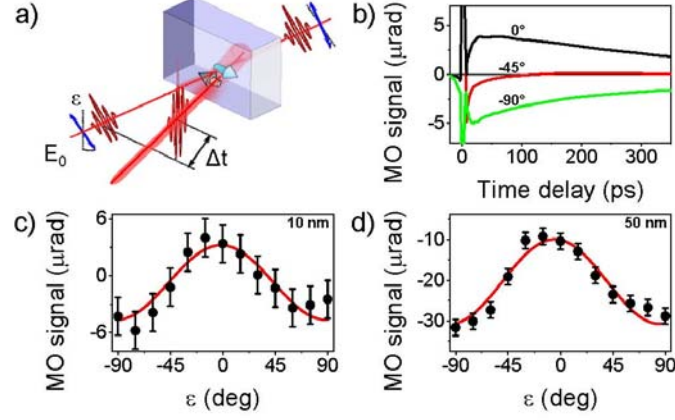 a)
ε
E0
Δt
b)
MO signal (μrad)
5
0
-5
0°
-45°
-90°
0 100 200 300
Time delay (ps)
c)
MO signal (μrad)
6
0
-6
10 nm
-90 -45 0 45 90
ε (deg)
d)
MO signal (μrad)
-10
-20
-30
50 nm
-90 -45 0 45 90
ε (deg)